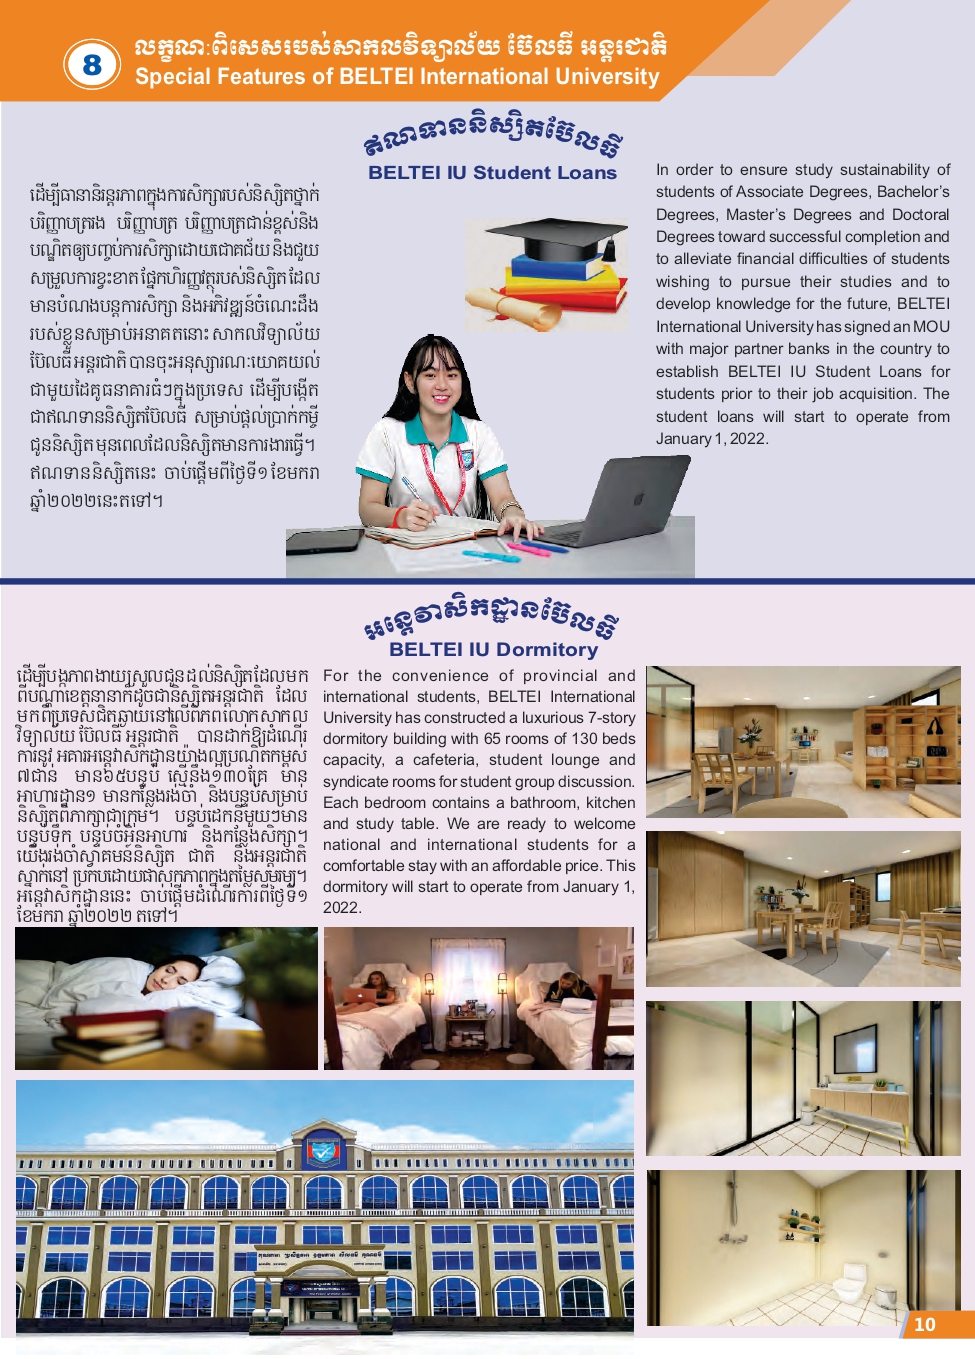 8
លក្ខណៈពិសេសរបស់សាកលវិទ្យាល័យ ប៊ែលធី អន្តរជាតិ
Special Features of BELTEI International University
ឥណទាននិស្សិតប៊ែលធី
BELTEI IU Student Loans
ដើម្បីធានានិរន្តរភាពក្នុងការសិក្សារបស់និស្សិតថ្នាក់
បរិញ្ញាបត្ររង បរិញ្ញាបត្រ បរិញ្ញាបត្រជាន់ខ្ពស់និង
បណ្ឌិតឲ្យបញ្ចប់ការសិក្សាដោយជោគជ័យ និងជួយ
សម្រួលការខ្វះខាត ផ្នែកហិរញ្ញវត្ថុរបស់និស្សិត ដែល
មានបំណងបន្តការសិក្សា និងអភិវឌ្ឍន៍ចំណេះដឹង
របស់ខ្លួនសម្រាប់អនាគតនោះ សាកលវិទ្យាល័យ
ប៊ែលធី អន្តរជាតិ បានចុះអនុស្សារណៈយោគយល់
ជាមួយដៃគូធនាគារធំៗក្នុងប្រទេស ដើម្បីបង្កើត
ជាឥណទាននិស្សិតប៊ែលធី សម្រាប់ផ្តល់ប្រាក់កម្ចី
ជូននិស្សិត មុនពេលដែលនិស្សិតមានការងារធ្វើ។
ឥណទាននិស្សិតនេះ ចាប់ផ្តើមពីថ្ងៃទី១ ខែមករា
ឆ្នាំ២០២២នេះតទៅ។
In order to ensure study sustainability of
students of Associate Degrees, Bachelor's
Degrees, Master's Degrees and Doctoral
Degrees toward successful completion and
to alleviate financial difficulties of students
wishing to pursue their studies and to
develop knowledge for the future, BELTEI
International University has signed an MOU
with major partner banks in the country to
establish BELTEI IU Student Loans for
students prior to their job acquisition. The
student loans will start to operate from
January 1, 2022.
អន្តេវាសិកដ្ឋានប៊ែលធី
BELTEI IU Dormitory
ដើម្បីបង្កភាពងាយស្រួលជូនដល់និស្សិតដែលមក
ពីបណ្តាខេត្តនានាក៏ដូចជានិស្សិតអន្តរជាតិ ដែល
មកពីប្រទេសជិតឆ្ងាយនៅលើពិភពលោកសាកល
វិទ្យាល័យ ប៊ែលធី អន្តរជាតិ បានដាក់ឱ្យដំណើរ
ការនូវ អគារអន្តេវាសិកដ្ឋានយ៉ាងល្អប្រណិតកម្ពស់
៧ជាន់ មាន៦៥បន្ទប់ ស្មើនឹង១៣០គ្រែ មាន
អាហារដ្ឋាន១ មានកន្លែងរង់ចាំ និងបន្ទប់សម្រាប់
និស្សិតពិភាក្សាជាក្រុម។ បន្ទប់ដេកនីមួយៗមាន
បន្ទប់ទឹក បន្ទប់ចំអិនអាហារ និងកន្លែងសិក្សា។
យើងរង់ចាំស្វាគមន៍និស្សិត ជាតិ និងអន្តរជាតិ
ស្នាក់នៅ ប្រកបដោយផាសុកភាពក្នុងតម្លៃសមរម្យ។
អន្តេវាសិកដ្ឋាននេះ ចាប់ផ្តើមដំណើរការពីថ្ងៃទី១
ខែមករា ឆ្នាំ២០២២ តទៅ។
For the convenience of provincial and
international students, BELTEI International
University has constructed a luxurious 7-story
dormitory building with 65 rooms of 130 beds
capacity, a cafeteria, student lounge and
syndicate rooms for student group discussion.
Each bedroom contains a bathroom, kitchen
and study table. We are ready to welcome
national and international students for a
comfortable stay with an affordable price. This
dormitory will start to operate from January 1,
2022.
10